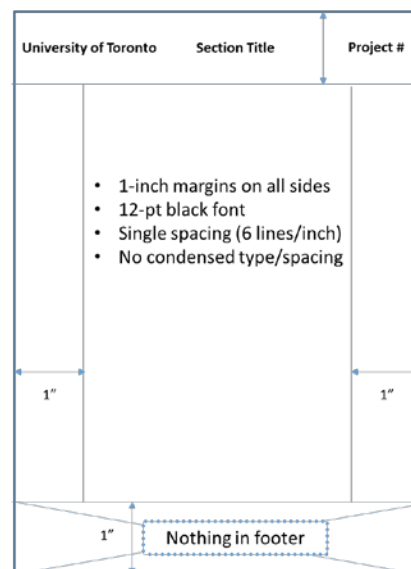 University of Toronto Section Title Project #
• 1-inch margins on all sides
• 12-pt black font
• Single spacing (6 lines/inch)
• No condensed type/spacing
1” 1”
1”
Nothing in footer